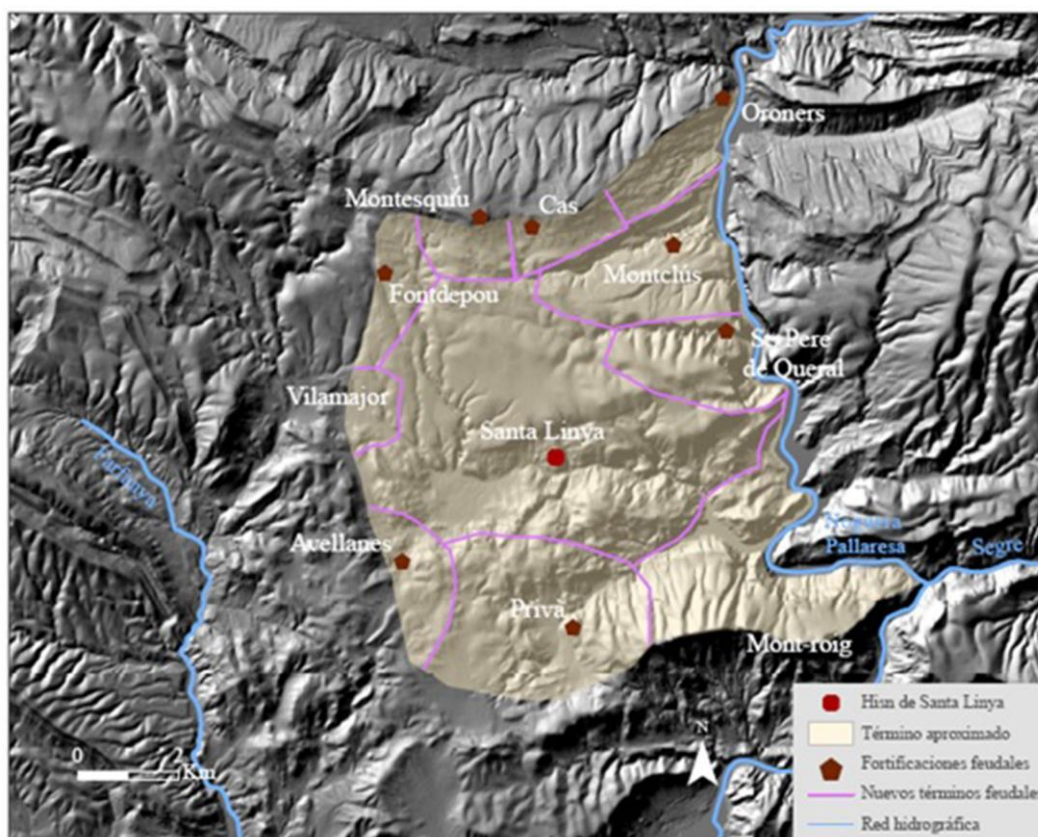 Oroners
Montesquiu
Cas
Montclús
Fontdepou
St. Pere
de Queral
Vilamajor
Santa Linya
Farfanya
Avellanes
Noguera
Pallaresa
Segre
Privà
Mont-roig
N
0
2
Km
Hisn de Santa Linya
Término aproximado
Fortificaciones feudales
Nuevos términos feudales
Red hidrográfica